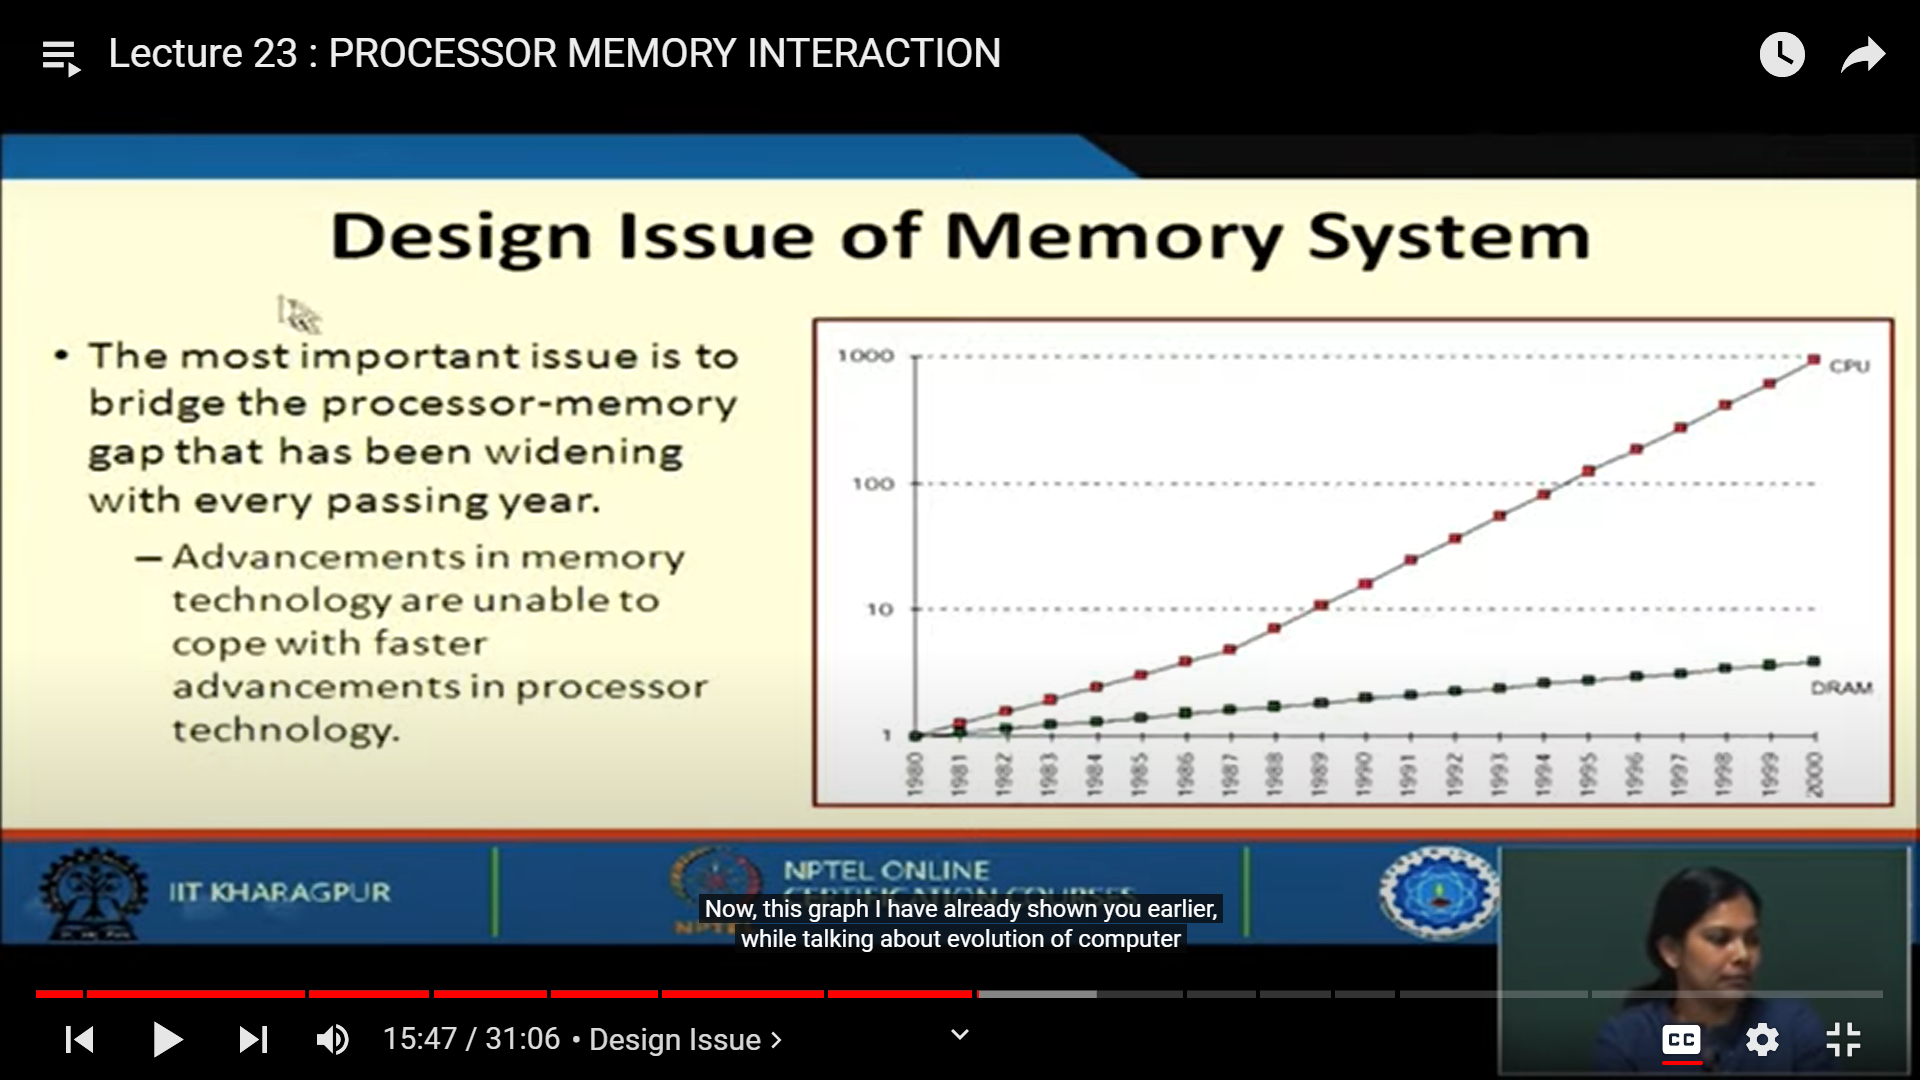 Lecture 23 : PROCESSOR MEMORY INTERACTION
Design Issue of Memory System
• The most important issue is to
bridge the processor-memory
gap that has been widening
with every passing year.
– Advancements in memory
technology are unable to
cope with faster
advancements in processor
technology.
1000
100
10
1
CPU
DRAM
1980 1981 1982 1983 1984 1985 1986 1987 1988 1989 1990 1991 1992 1993 1994 1995 1996 1997 1998 1999 2000
IIT KHARAGPUR
NPTEL ONLINE
CERTIFICATION COURSES
NPTEL
Now, this graph I have already shown you earlier,
while talking about evolution of computer
15:47 / 31:06 • Design Issue >
CC